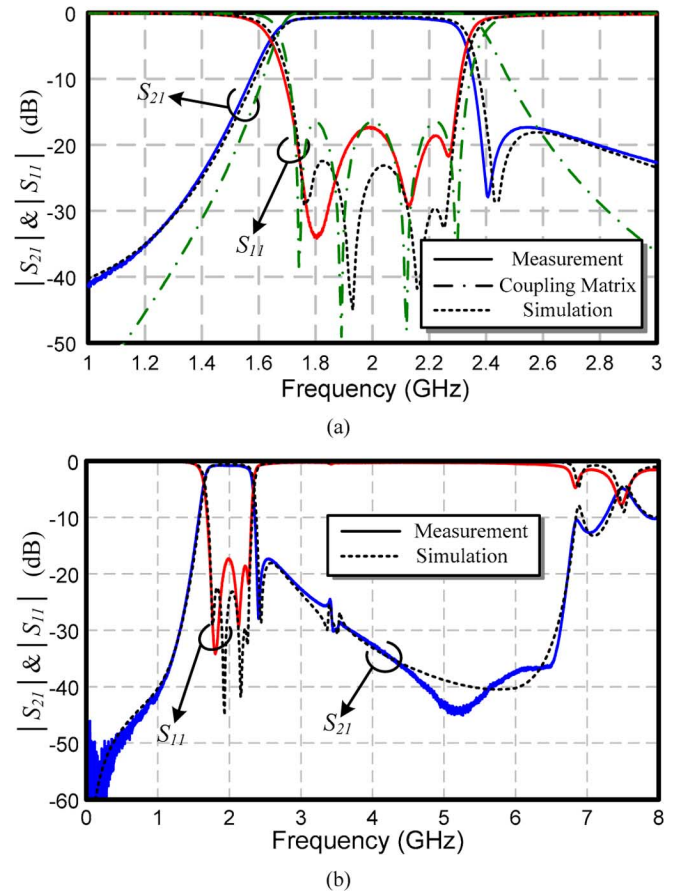 0
-10
-20
-30
-40
-50
|S21| & |S11| (dB)
S21
S11
Measurement
Coupling Matrix
Simulation
1 1.2 1.4 1.6 1.8 2 2.2 2.4 2.6 2.8 3
Frequency (GHz)
(a)
0
-10
-20
-30
-40
-50
-60
|S21| & |S11| (dB)
Measurement
Simulation
S11
S21
0 1 2 3 4 5 6 7 8
Frequency (GHz)
(b)